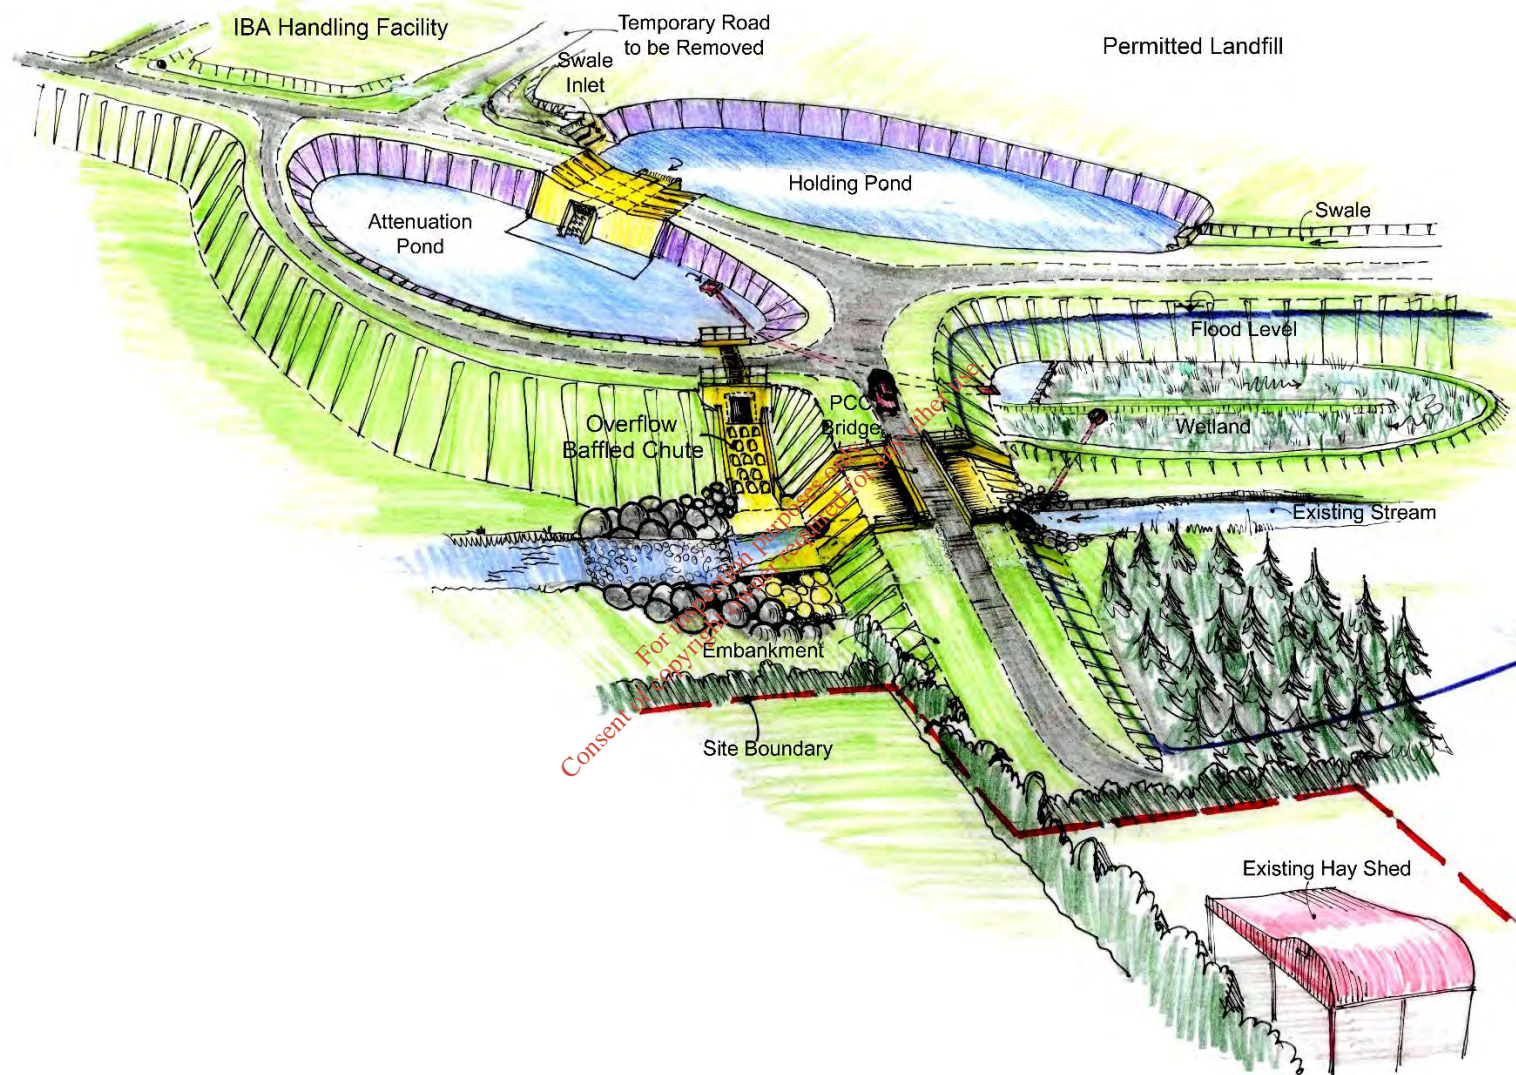 IBA Handling Facility
Temporary Road
to be Removed
Permitted Landfill
Swale
Inlet
Holding Pond
Swale
Attenuation
Pond
Flood Level
PCC
Bridge
Overflow
Baffled Chute
Wetland
Existing Stream
Embankment
Site Boundary
Existing Hay Shed
For inspection purposes only.
Consent of copyright owner required for any other use.